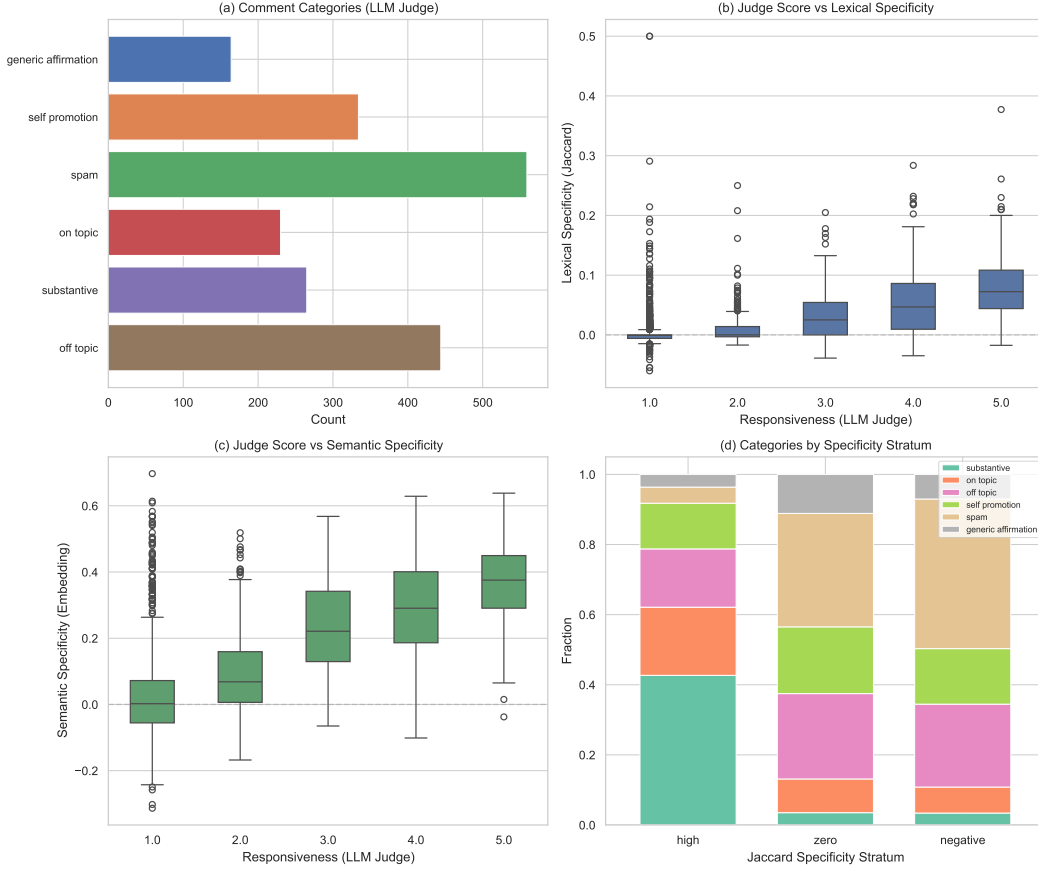 (a) Comment Categories (LLM Judge)
generic affirmation
self promotion
spam
on topic
substantive
off topic
0 100 200 300 400 500
Count
(b) Judge Score vs Lexical Specificity
Lexical Specificity (Jaccard)
0.5
0.4
0.3
0.2
0.1
0.0
1.0 2.0 3.0 4.0 5.0
Responsiveness (LLM Judge)
(c) Judge Score vs Semantic Specificity
Semantic Specificity (Embedding)
0.6
0.4
0.2
0.0
−0.2
1.0 2.0 3.0 4.0 5.0
Responsiveness (LLM Judge)
(d) Categories by Specificity Stratum
Fraction
1.0
0.8
0.6
0.4
0.2
0.0
substantive
on topic
off topic
self promotion
spam
generic affirmation
high zero negative
Jaccard Specificity Stratum